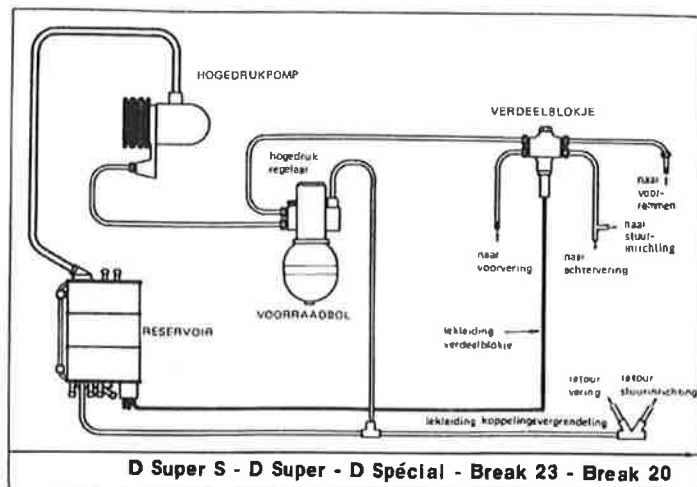 HOGEDRUKPOMP
VERDEELBLOKJE
hogedruk
regelaar
naar
voor-
remmen
naar
stuur-
inrichting
naar
voorvering
naar
achtervering
VOORRAADBOL
RESERVOIR
lekleiding
verdeelblokje
retour
vering
retour
stuurinrichting
lekleiding koppelingsvergrendeling
D Super S - D Super - D Spécial - Break 23 - Break 20